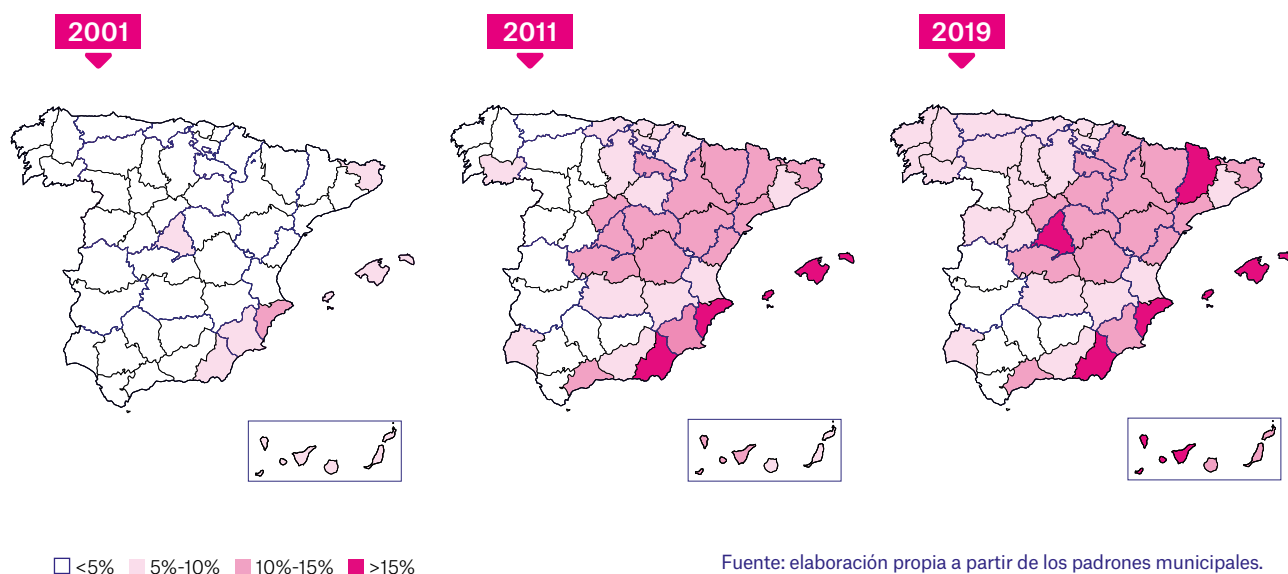 2001
2011
2019
<5% 5%-10% 10%-15% >15%
Fuente: elaboración propia a partir de los padrones municipales.